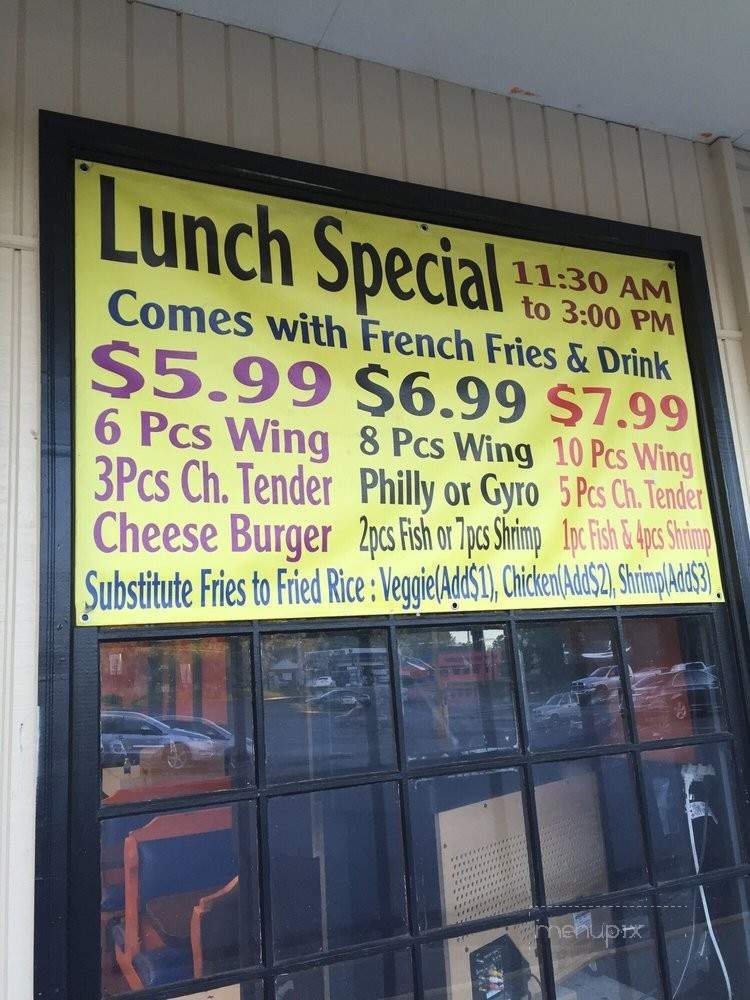 Lunch Special 11:30 AM
to 3:00 PM
Comes with French Fries & Drink
$5.99 $6.99 $7.99
6 Pcs Wing 8 Pcs Wing 10 Pcs Wing
3Pcs Ch. Tender Philly or Gyro 5 Pcs Ch. Tender
Cheese Burger 2pcs Fish or 7pcs Shrimp 1pc Fish & 4pcs Shrimp
Substitute Fries to Fried Rice : Veggie(Add$1), Chicken(Add$2), Shrimp(Add$3)
menupix